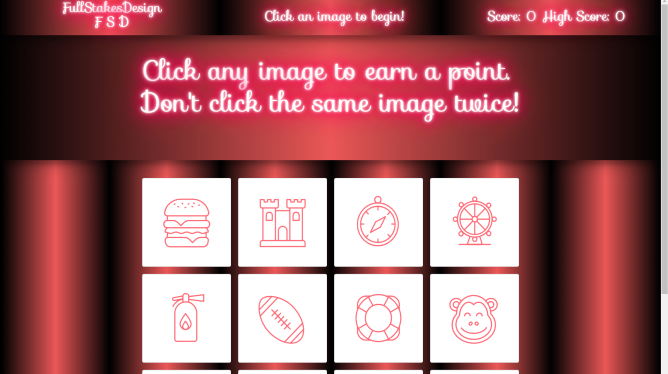 FullStakesDesign
F S D
Click an image to begin!
Score: 0 High Score: 0
Click any image to earn a point.
Don't click the same image twice!